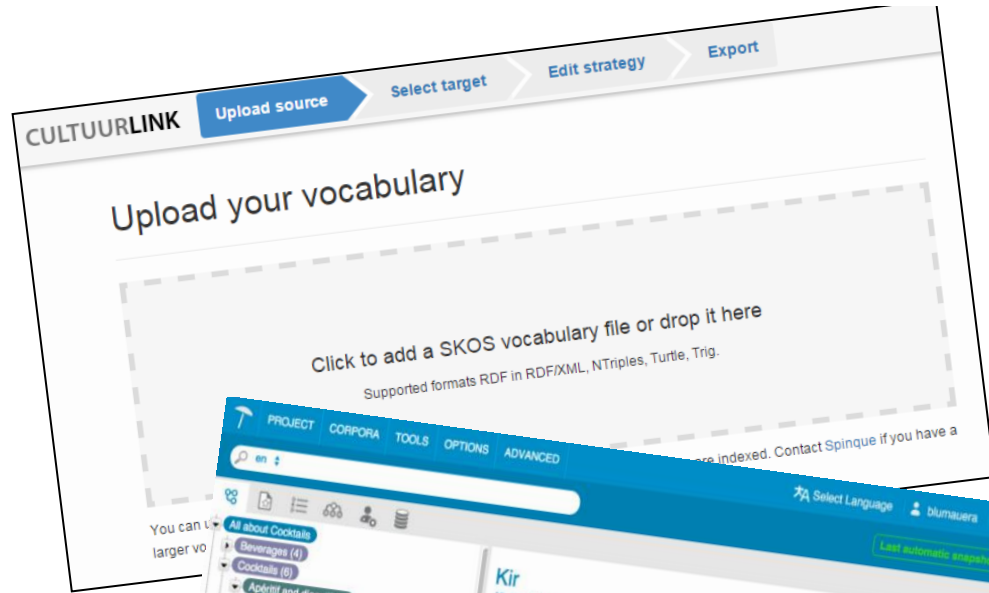 CULTUURLINK Upload source Select target Edit strategy Export
Upload your vocabulary
Click to add a SKOS vocabulary file or drop it here
Supported formats RDF in RDF/XML, NTriples, Turtle, Trig.
indexed. Contact Spinque if you have a
You can
larger
PROJECT CORPORA TOOLS OPTIONS ADVANCED
en
Select Language blumauera
Last automatic
All about Cocktails
Beverages (4)
Cocktails (6)
Apéritif and
Kir